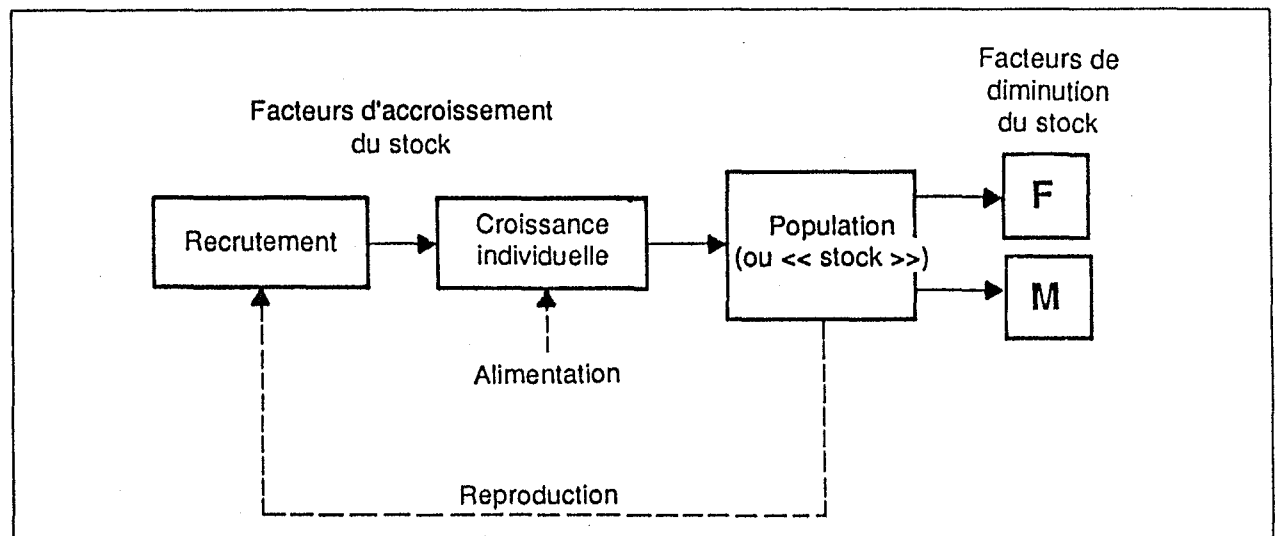 Facteurs d'accroissement
du stock
Facteurs de
diminution
du stock
Recrutement
Croissance
individuelle
Population
(ou << stock >>)
F
M
Alimentation
Reproduction